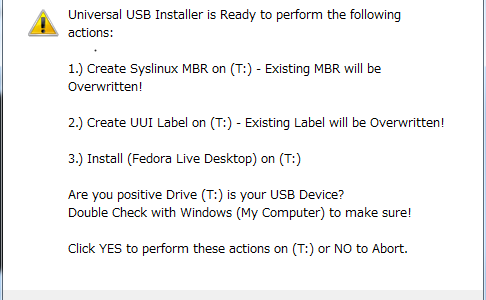 Universal USB Installer is Ready to perform the following
actions:
1.) Create Syslinux MBR on (T:) - Existing MBR will be
Overwritten!
2.) Create UUI Label on (T:) - Existing Label will be Overwritten!
3.) Install (Fedora Live Desktop) on (T:)
Are you positive Drive (T:) is your USB Device?
Double Check with Windows (My Computer) to make sure!
Click YES to perform these actions on (T:) or NO to Abort.